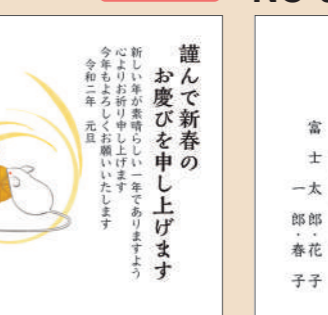 NO
謹んで新春の
お慶びを申し上げます
新しい年が素晴らしい一年でありますよう
心よりお祈り申し上げます
今年もよろしくお願いいたします
令和二年 元旦
富士太郎・花子
一郎・春子